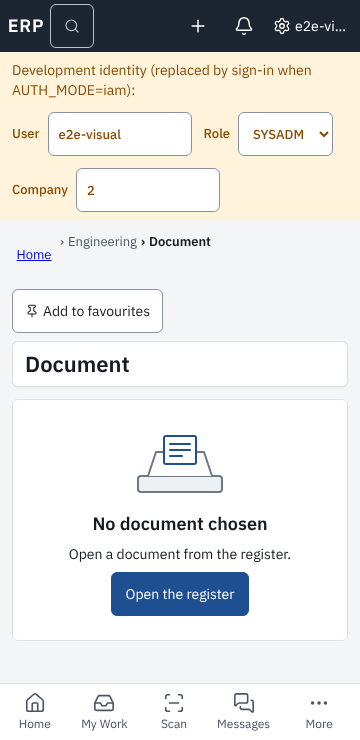 ERP
e2e-vi...
Development identity (replaced by sign-in when
AUTH_MODE=iam):
User e2e-visual Role SYSADM
Company 2
Home › Engineering › Document
Add to favourites
Document
No document chosen
Open a document from the register.
Open the register
Home My Work Scan Messages More